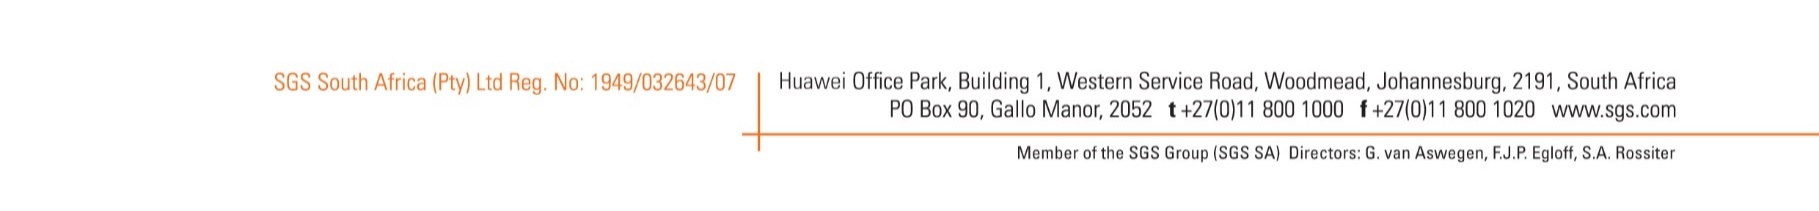 SGS South Africa (Pty) Ltd Reg. No: 1949/032643/07
Huawei Office Park, Building 1, Western Service Road, Woodmead, Johannesburg, 2191, South Africa
PO Box 90, Gallo Manor, 2052 t +27(0)11 800 1000 f +27(0)11 800 1020 www.sgs.com
Member of the SGS Group (SGS SA) Directors: G. van Aswegen, F.J.P. Egloff, S.A. Rossiter